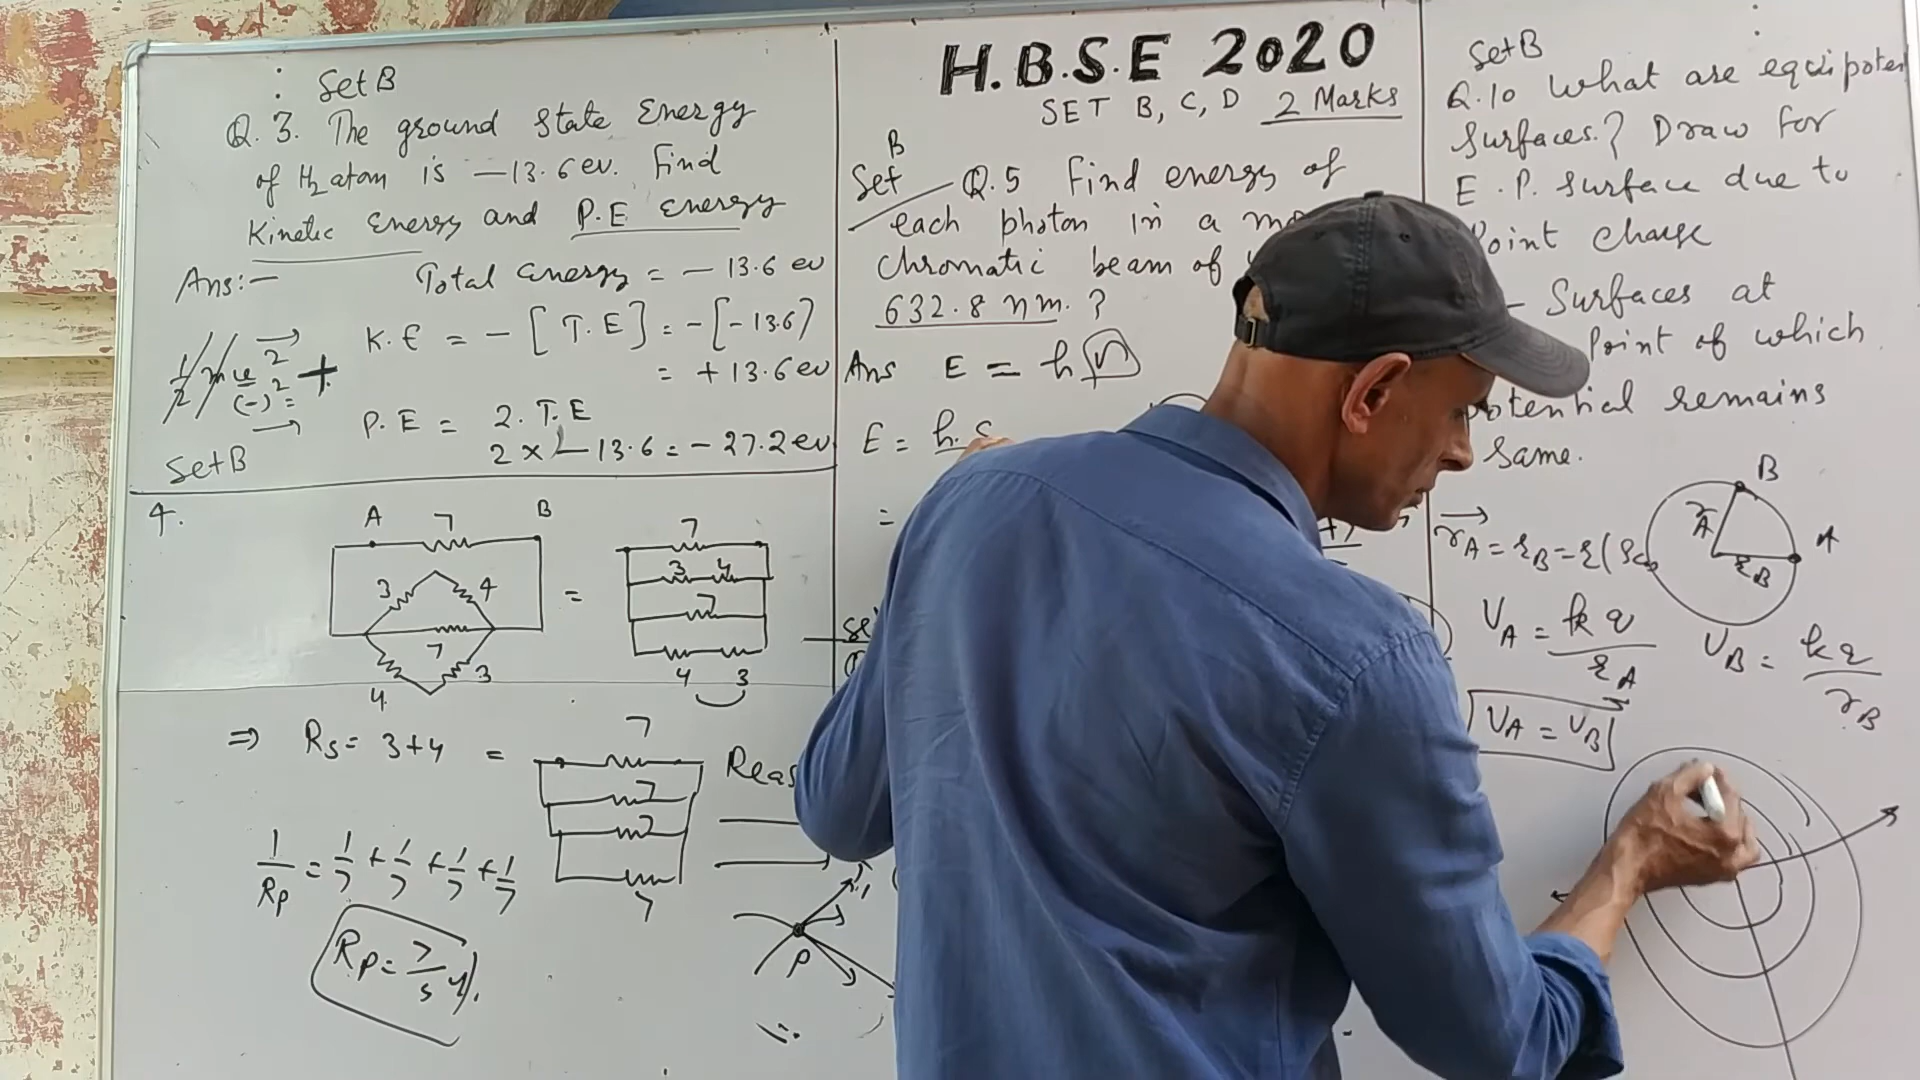 Set B
Q.3. The ground state Energy
of H2 atom is -13.6 ev. Find
Kinetic Energy and P.E energy
Ans:- Total energy = - 13.6 ev
K.E = - [T.E] = - [-13.6]
= + 13.6 ev
P.E = 2. T.E
2 x - 13.6 = - 27.2 ev
Set B
4.
A 7 B
3 4
7
4 3
=
7
3 4
7
4 3
⇒ Rs = 3+4 =
7
7
7
7
1/Rp = 1/7 + 1/7 + 1/7 + 1/7
H.B.S.E 2020
SET B, C, D 2 Marks
B
Set Q.5 Find energy of
each photon in a
chromatic beam of
632.8 nm. ?
Ans E = hν
E = h.c
=
P
Set B
Q.10 What are equipoten
Surfaces.? Draw for
E.P. surface due to
Point charge
- Surfaces at
Point of which
potential remains
same.
B
A
rA
rB
rA = rB = r
VA = kq/rA
VB = kq/rB
VA = VB